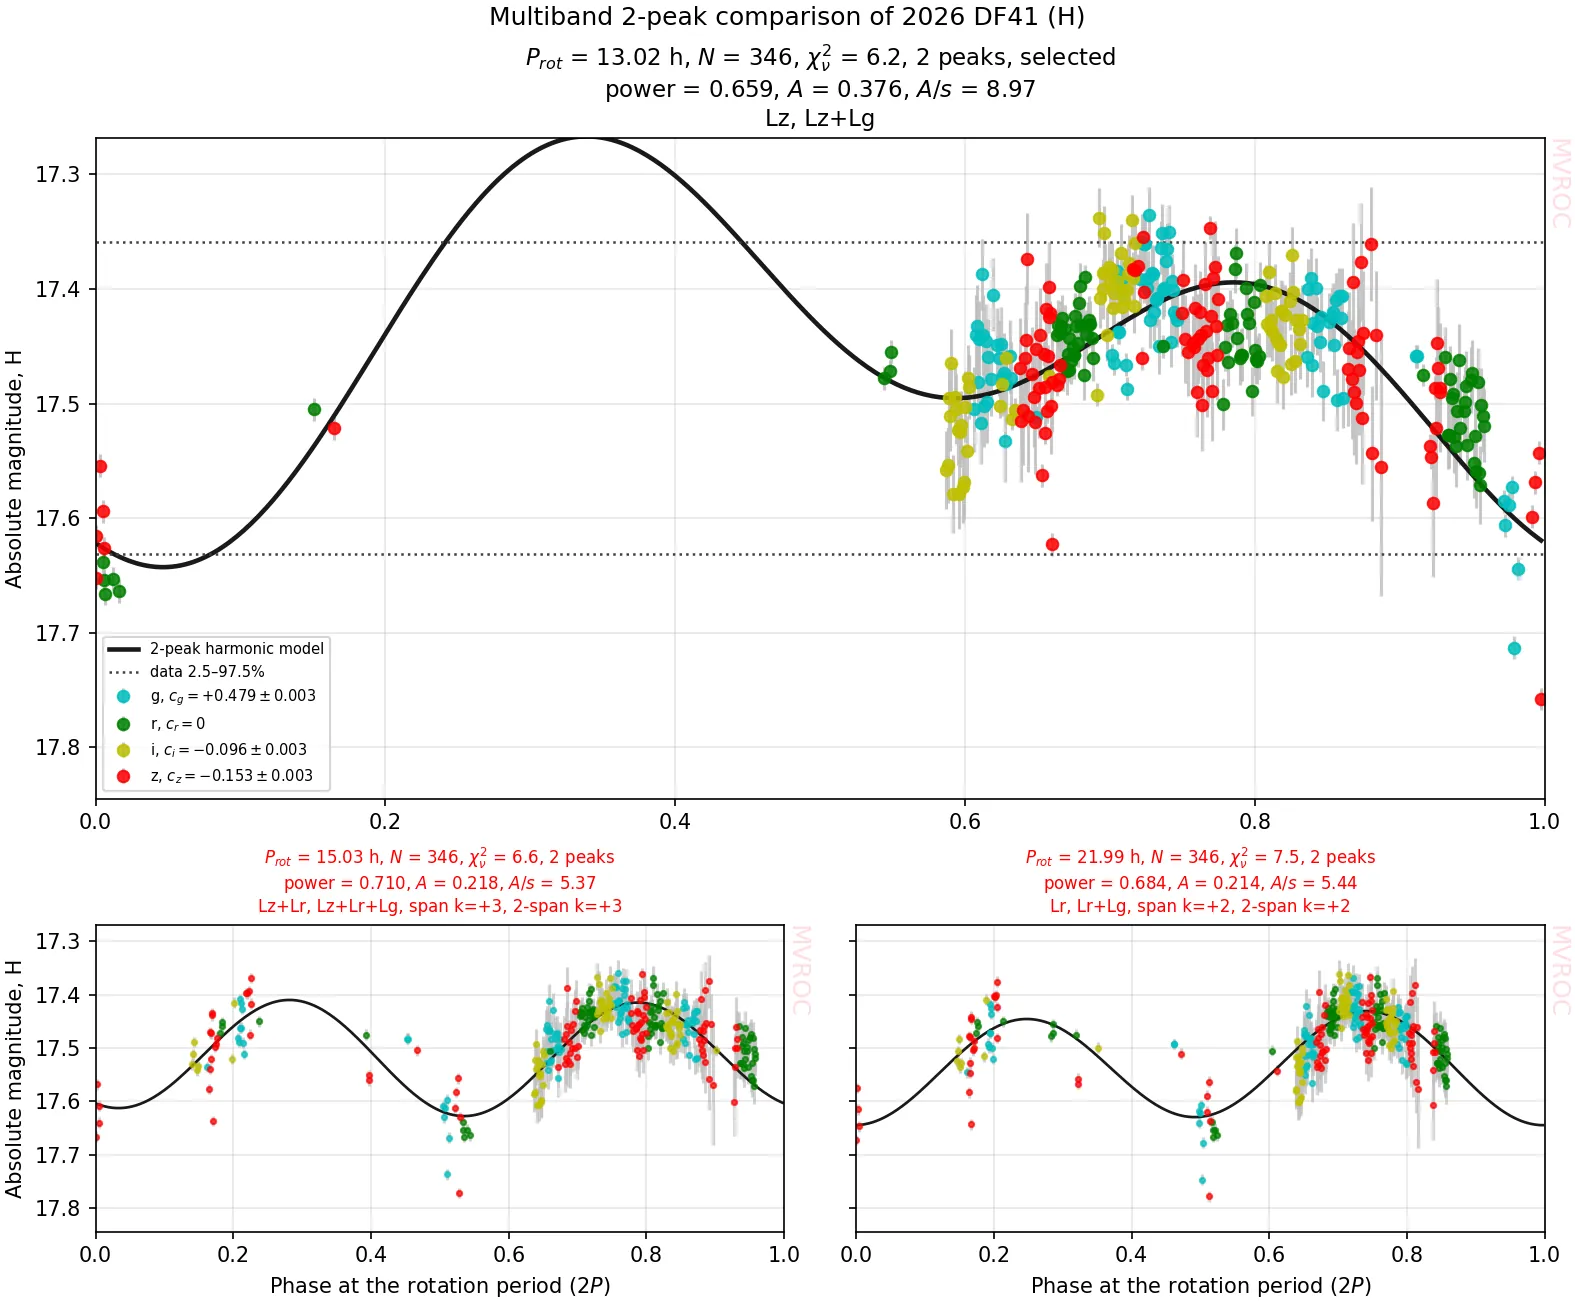 Multiband 2-peak comparison of 2026 DF41 (H)
P_rot = 13.02 h, N = 346, χ²_ν = 6.2, 2 peaks, selected
power = 0.659, A = 0.376, A/s = 8.97
Lz, Lz+Lg
MVROC
Absolute magnitude, H
17.3
17.4
17.5
17.6
17.7
17.8
2-peak harmonic model
data 2.5–97.5%
g, c_g = +0.479 ± 0.003
r, c_r = 0
i, c_i = −0.096 ± 0.003
z, c_z = −0.153 ± 0.003
0.0 0.2 0.4 0.6 0.8 1.0
P_rot = 15.03 h, N = 346, χ²_ν = 6.6, 2 peaks
power = 0.710, A = 0.218, A/s = 5.37
Lz+Lr, Lz+Lr+Lg, span k=+3, 2-span k=+3
MVROC
Absolute magnitude, H
17.3
17.4
17.5
17.6
17.7
17.8
0.0 0.2 0.4 0.6 0.8 1.0
Phase at the rotation period (2P)
P_rot = 21.99 h, N = 346, χ²_ν = 7.5, 2 peaks
power = 0.684, A = 0.214, A/s = 5.44
Lr, Lr+Lg, span k=+2, 2-span k=+2
MVROC
0.0 0.2 0.4 0.6 0.8 1.0
Phase at the rotation period (2P)